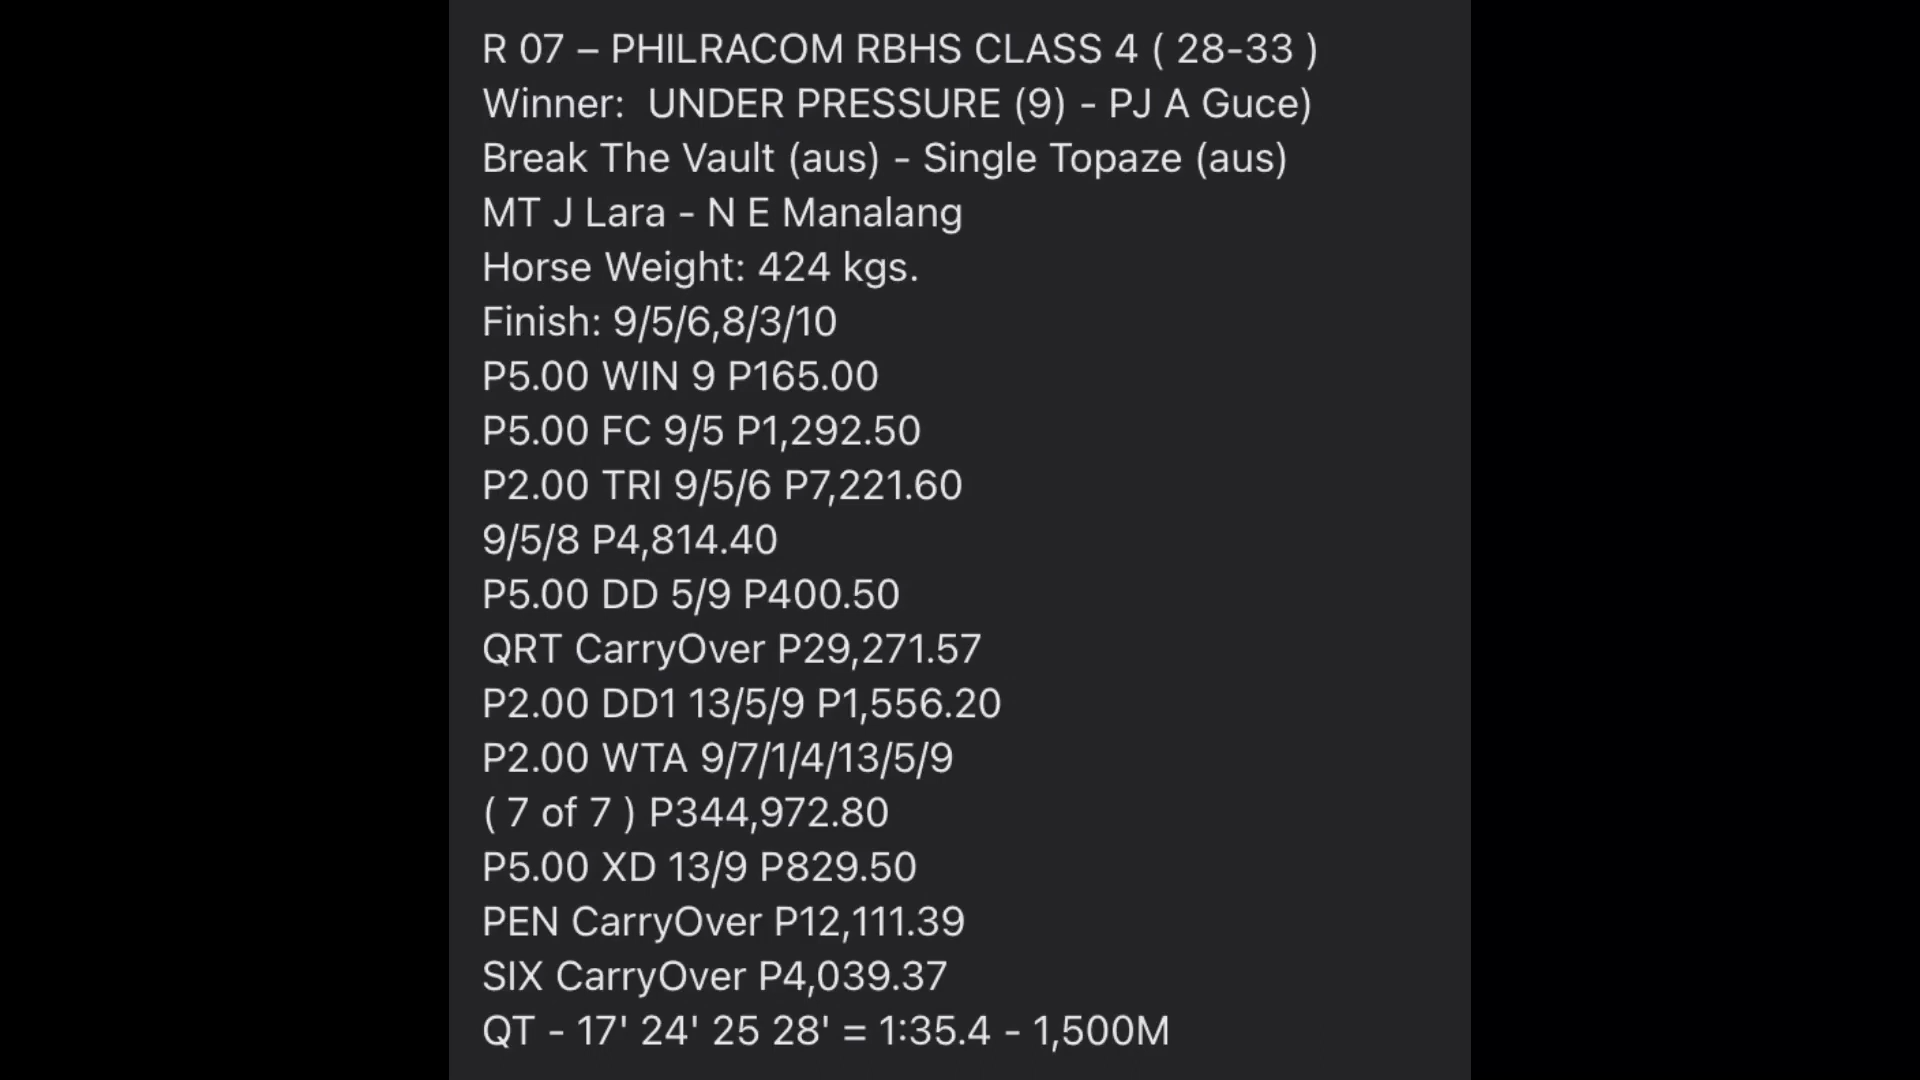 R 07 – PHILRACOM RBHS CLASS 4 ( 28-33 )
Winner:  UNDER PRESSURE (9) - PJ A Guce)
Break The Vault (aus) - Single Topaze (aus)
MT J Lara - N E Manalang
Horse Weight: 424 kgs.
Finish: 9/5/6,8/3/10
P5.00 WIN 9 P165.00
P5.00 FC 9/5 P1,292.50
P2.00 TRI 9/5/6 P7,221.60
9/5/8 P4,814.40
P5.00 DD 5/9 P400.50
QRT CarryOver P29,271.57
P2.00 DD1 13/5/9 P1,556.20
P2.00 WTA 9/7/1/4/13/5/9
( 7 of 7 ) P344,972.80
P5.00 XD 13/9 P829.50
PEN CarryOver P12,111.39
SIX CarryOver P4,039.37
QT - 17' 24' 25 28' = 1:35.4 - 1,500M